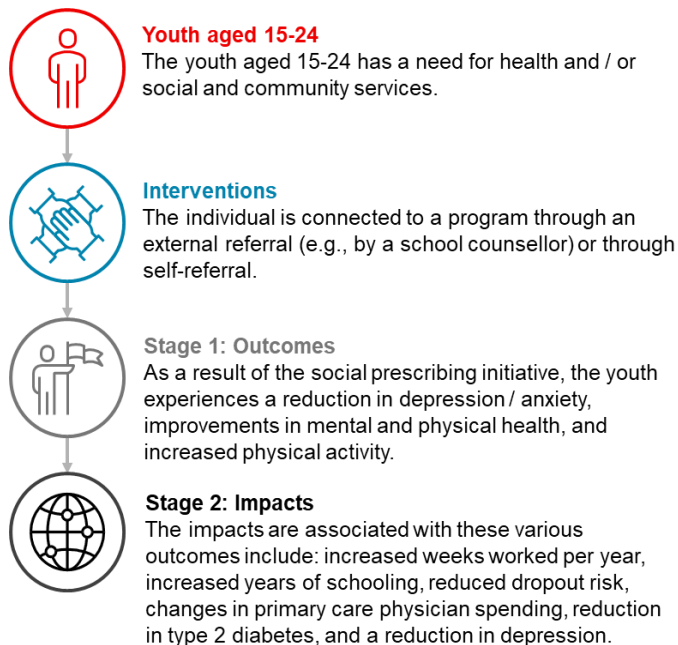 Youth aged 15-24
The youth aged 15-24 has a need for health and / or
social and community services.
Interventions
The individual is connected to a program through an
external referral (e.g., by a school counsellor) or through
self-referral.
Stage 1: Outcomes
As a result of the social prescribing initiative, the youth
experiences a reduction in depression / anxiety,
improvements in mental and physical health, and
increased physical activity.
Stage 2: Impacts
The impacts are associated with these various
outcomes include: increased weeks worked per year,
increased years of schooling, reduced dropout risk,
changes in primary care physician spending, reduction
in type 2 diabetes, and a reduction in depression.